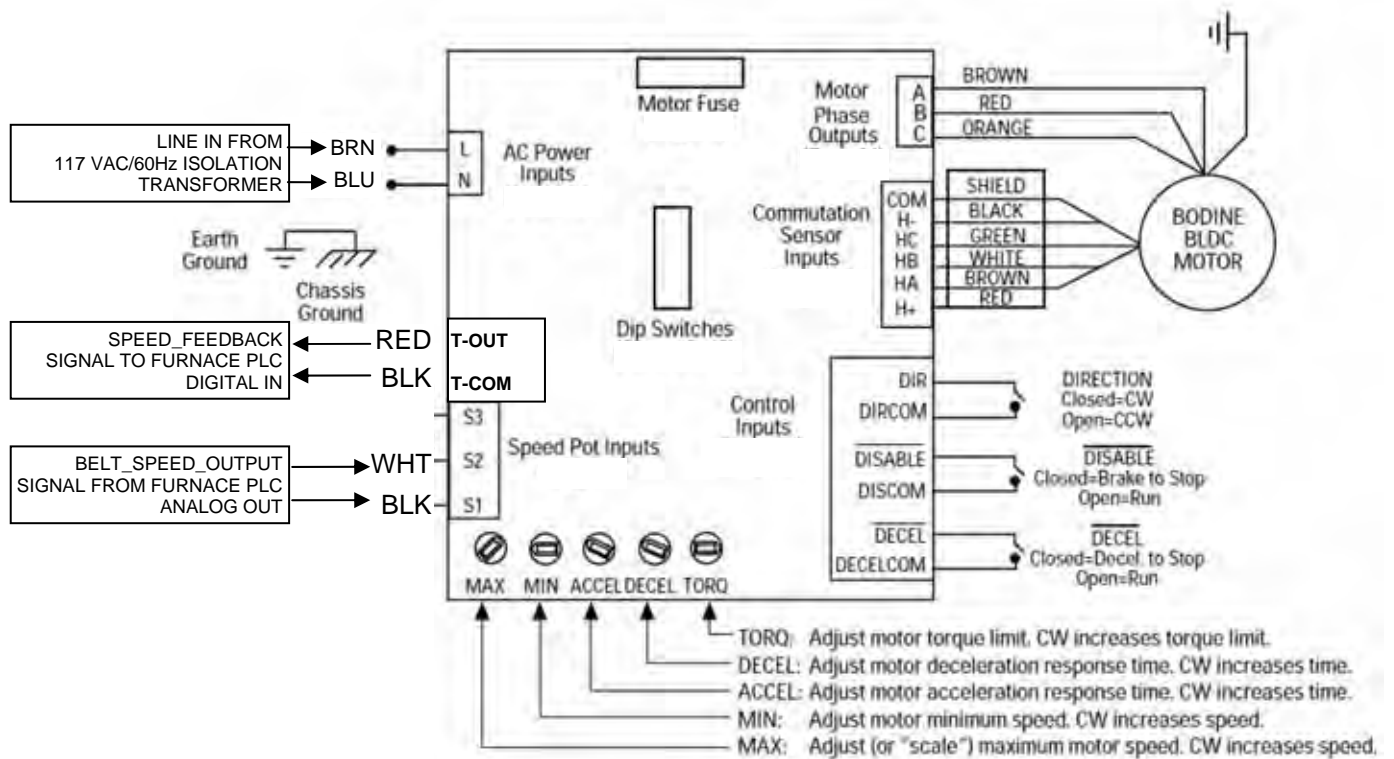 LINE IN FROM
117 VAC/60Hz ISOLATION
TRANSFORMER
BRN
BLU
L
N
AC Power
Inputs
Earth
Ground
Chassis
Ground
SPEED_FEEDBACK
SIGNAL TO FURNACE PLC
DIGITAL IN
RED
BLK
T-OUT
T-COM
BELT_SPEED_OUTPUT
SIGNAL FROM FURNACE PLC
ANALOG OUT
WHT
BLK
S3
S2
S1
Speed Pot Inputs
Motor Fuse
Dip Switches
Motor
Phase
Outputs
A
B
C
BROWN
RED
ORANGE
Commutation
Sensor
Inputs
COM
H-
HC
HB
HA
H+
SHIELD
BLACK
GREEN
WHITE
BROWN
RED
BODINE
BLDC
MOTOR
Control
Inputs
DIR
DIRCOM
DISABLE
DISCOM
DECEL
DECELCOM
DIRECTION
Closed=CW
Open=CCW
DISABLE
Closed=Brake to Stop
Open=Run
DECEL
Closed=Decel. to Stop
Open=Run
MAX MIN ACCEL DECEL TORQ
TORQ: Adjust motor torque limit. CW increases torque limit.
DECEL: Adjust motor deceleration response time. CW increases time.
ACCEL: Adjust motor acceleration response time. CW increases time.
MIN: Adjust motor minimum speed. CW increases speed.
MAX: Adjust (or "scale") maximum motor speed. CW increases speed.